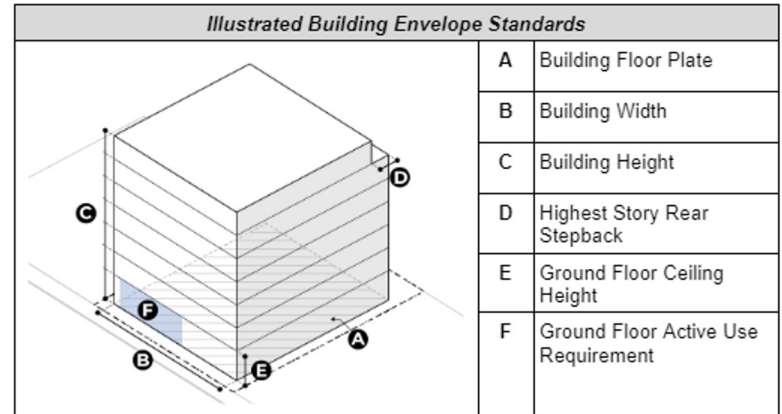 Illustrated Building Envelope Standards
A Building Floor Plate
B Building Width
C Building Height
D Highest Story Rear
Stepback
E Ground Floor Ceiling
Height
F Ground Floor Active Use
Requirement
D
C
F
A
B
E